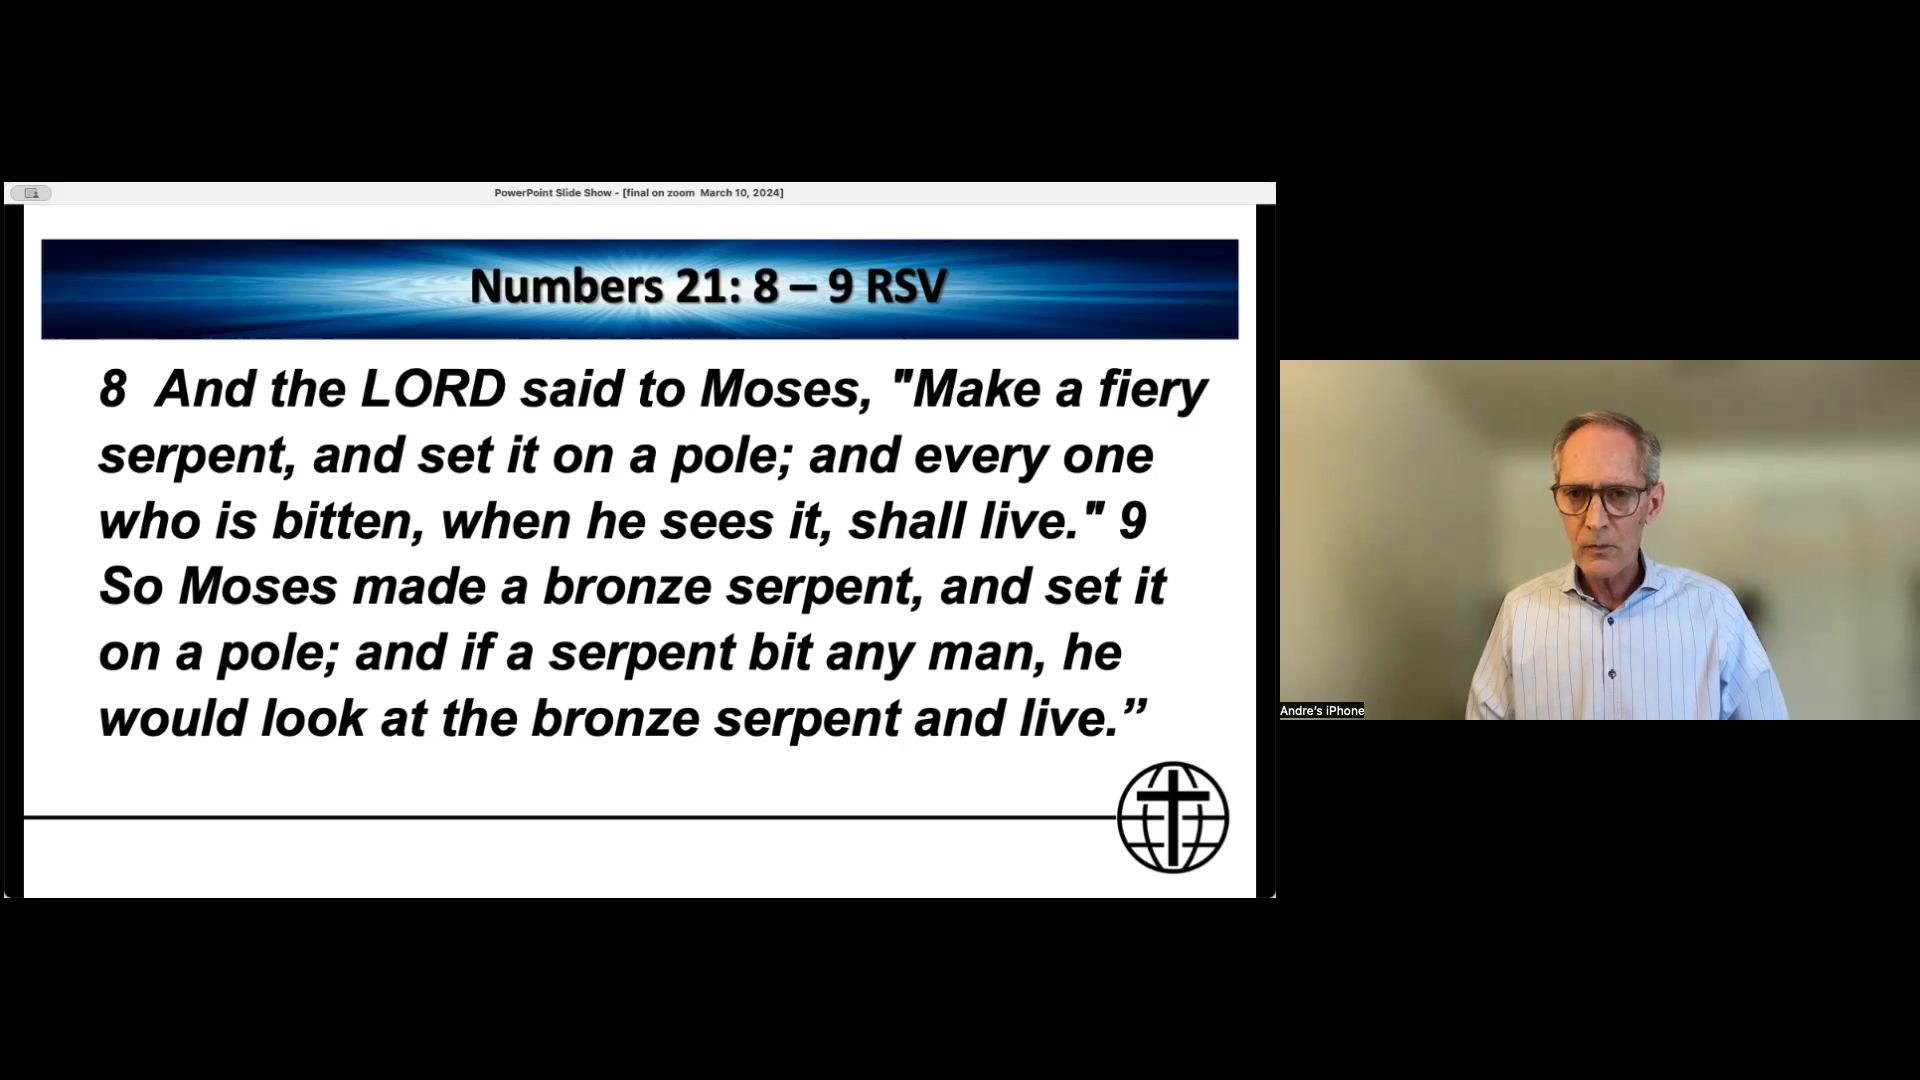 PowerPoint Slide Show - [final on zoom  March 10, 2024]
Numbers 21: 8 – 9 RSV
8  And the LORD said to Moses, "Make a fiery
serpent, and set it on a pole; and every one
who is bitten, when he sees it, shall live." 9
So Moses made a bronze serpent, and set it
on a pole; and if a serpent bit any man, he
would look at the bronze serpent and live.”
Andre’s iPhone